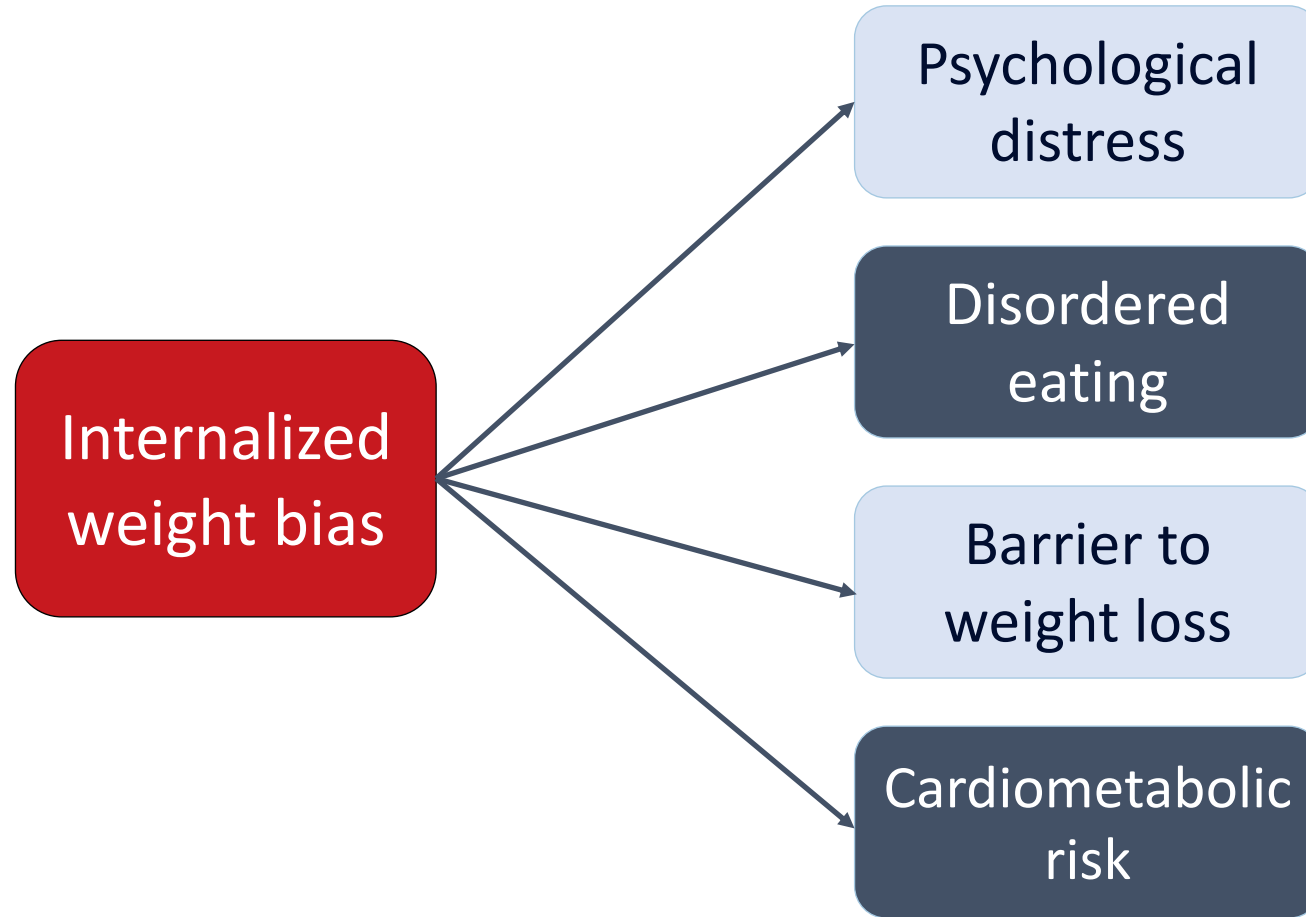 Psychological
distress
Disordered
eating
Internalized
weight bias
Barrier to
weight loss
Cardiometabolic
risk